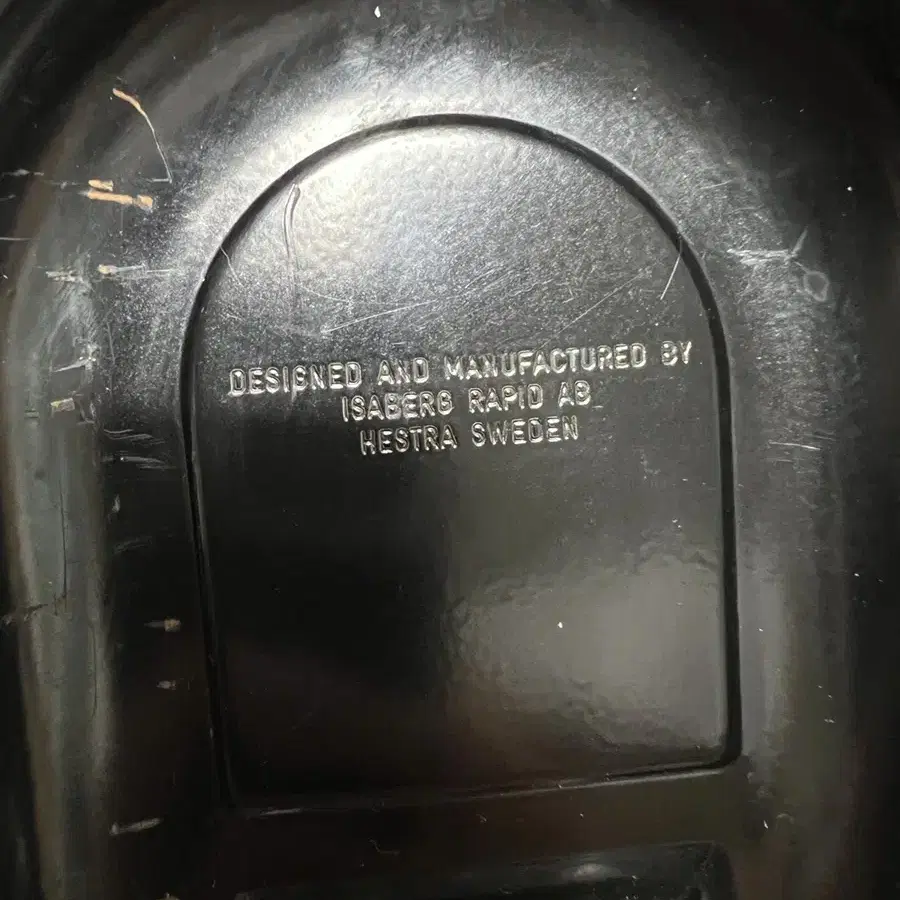 DESIGNED AND MANUFACTURED BY
ISABERG RAPID AB
HESTRA SWEDEN